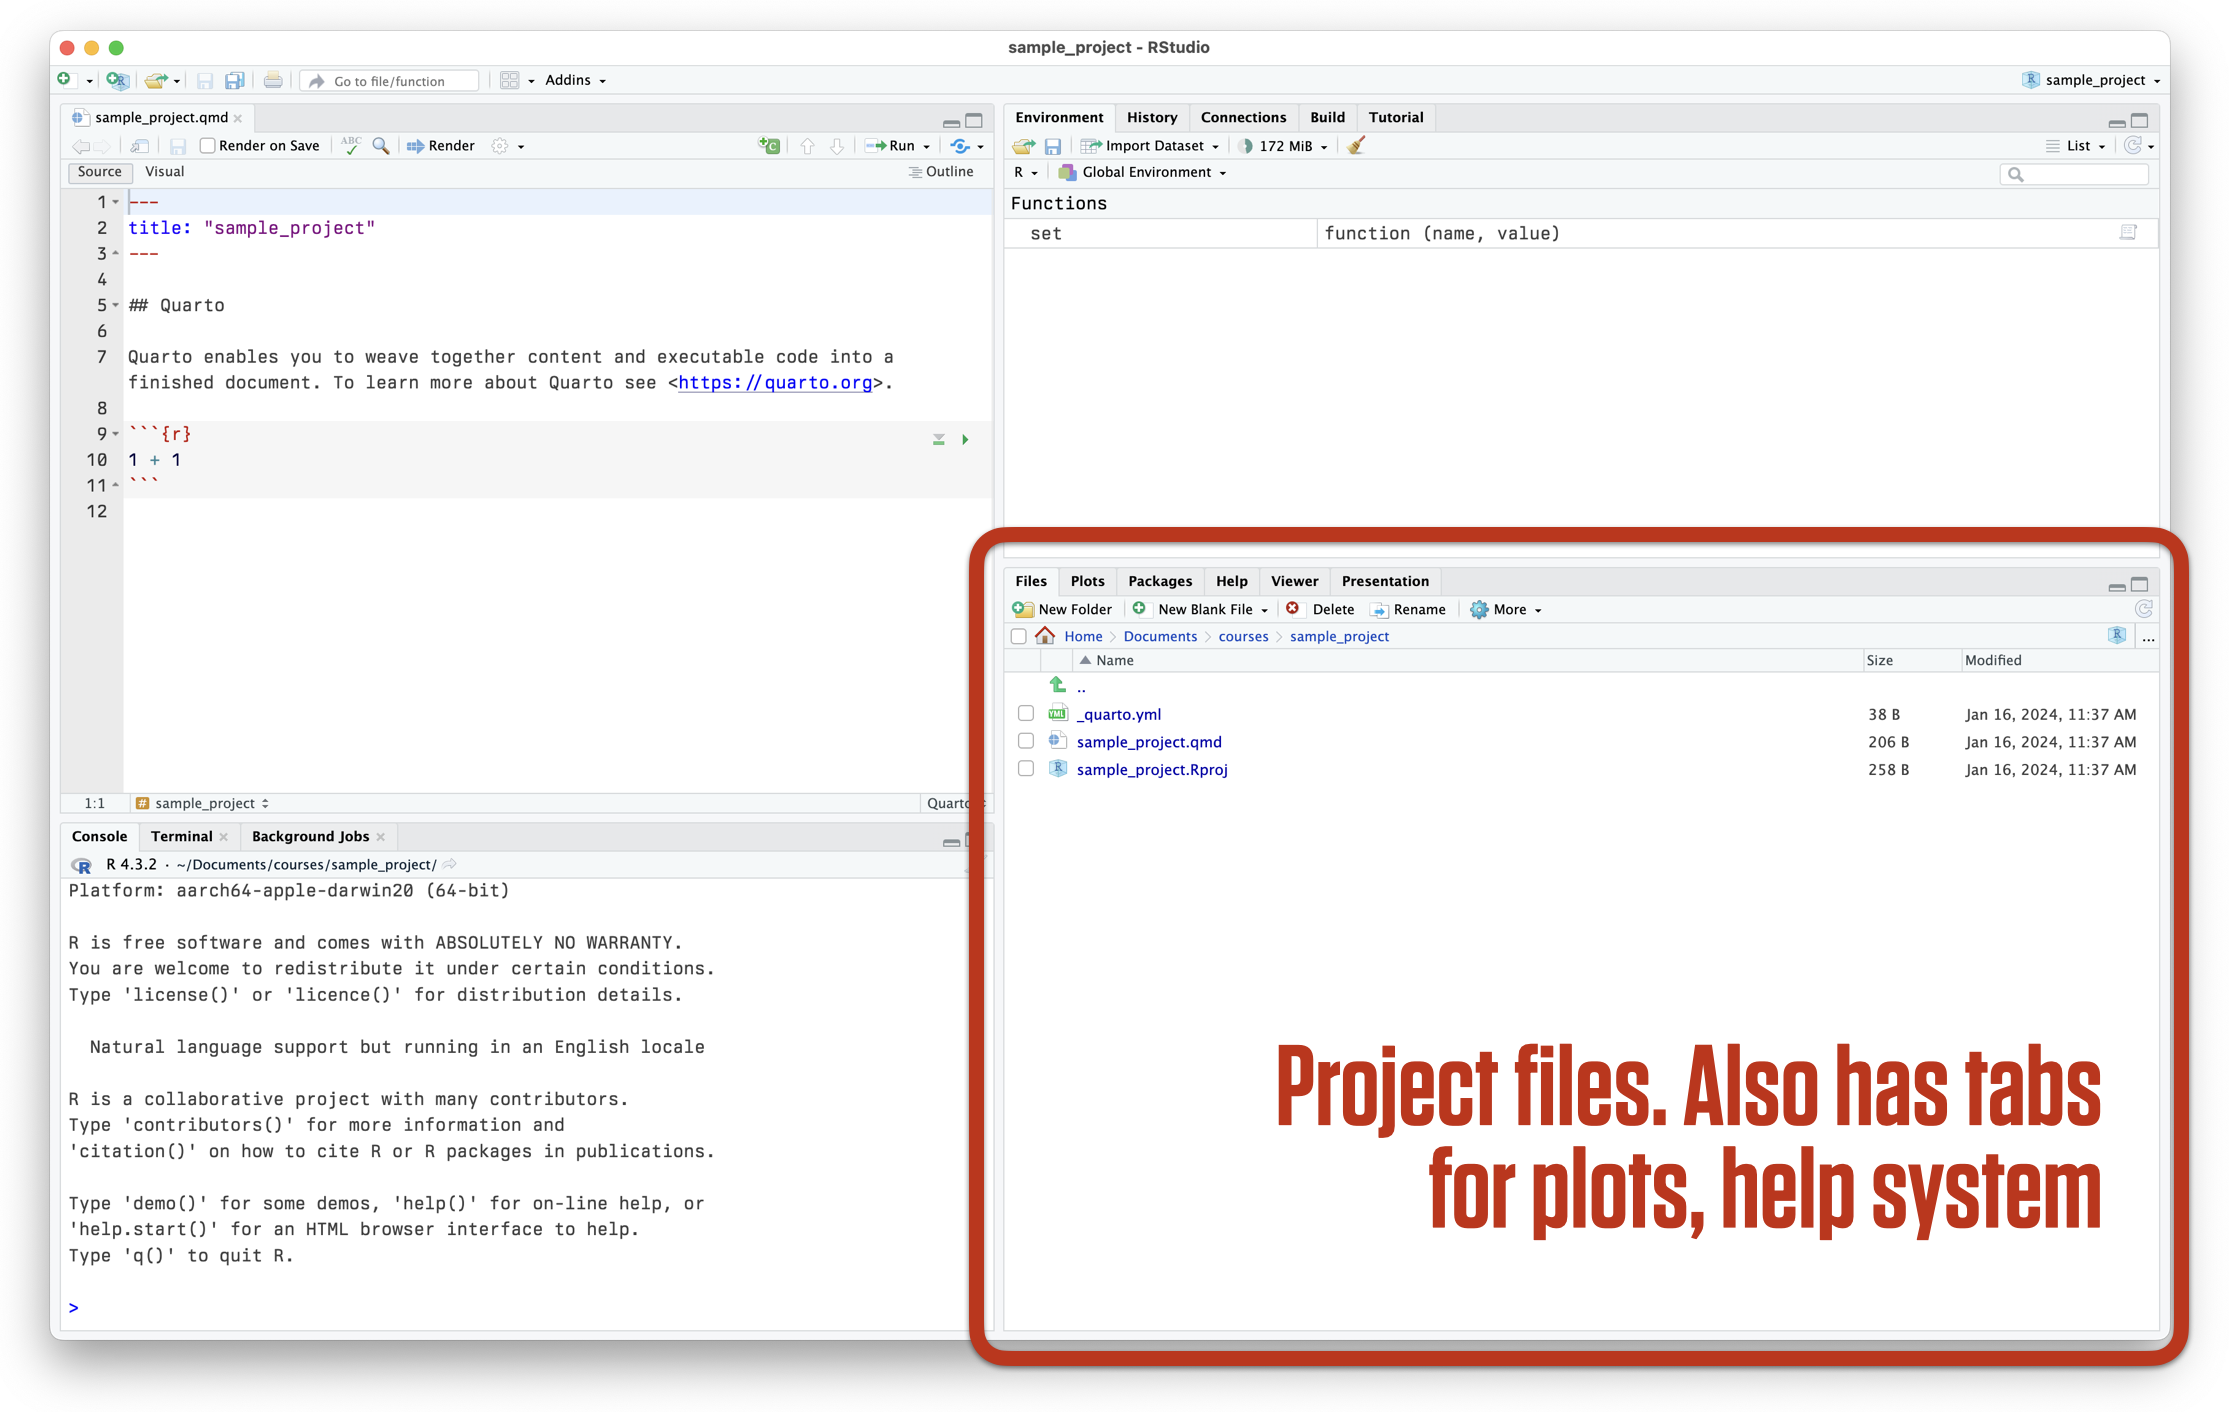 sample_project - RStudio
Go to file/function
Addins
sample_project
sample_project.qmd
Render on Save
ABC
Render
Run
Source
Visual
Outline
1
---
2
title: "sample_project"
3
---
4
5
## Quarto
6
7
Quarto enables you to weave together content and executable code into a
finished document. To learn more about Quarto see <https://quarto.org>.
8
9
```{r}
10
1 + 1
11
```
12
1:1
# sample_project
Quarto
Console
Terminal
Background Jobs
R 4.3.2 · ~/Documents/courses/sample_project/
Platform: aarch64-apple-darwin20 (64-bit)
R is free software and comes with ABSOLUTELY NO WARRANTY.
You are welcome to redistribute it under certain conditions.
Type 'license()' or 'licence()' for distribution details.
Natural language support but running in an English locale
R is a collaborative project with many contributors.
Type 'contributors()' for more information and
'citation()' on how to cite R or R packages in publications.
Type 'demo()' for some demos, 'help()' for on-line help, or
'help.start()' for an HTML browser interface to help.
Type 'q()' to quit R.
>
Environment
History
Connections
Build
Tutorial
Import Dataset
172 MiB
List
R
Global Environment
Functions
set
function (name, value)
Files
Plots
Packages
Help
Viewer
Presentation
New Folder
New Blank File
Delete
Rename
More
Home
Documents
courses
sample_project
R
...
Name
Size
Modified
..
YML _quarto.yml
38 B
Jan 16, 2024, 11:37 AM
sample_project.qmd
206 B
Jan 16, 2024, 11:37 AM
R sample_project.Rproj
258 B
Jan 16, 2024, 11:37 AM
Project files. Also has tabs
for plots, help system